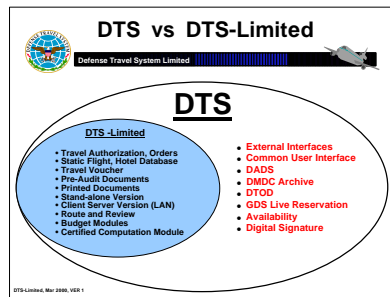 DTS vs DTS-Limited
Defense Travel System Limited
DTS
DTS -Limited
• Travel Authorization, Orders
• Static Flight, Hotel Database
• Travel Voucher
• Pre-Audit Documents
• Printed Documents
• Stand-alone Version
• Client Server Version (LAN)
• Route and Review
• Budget Modules
• Certified Computation Module
• External Interfaces
• Common User Interface
• DADS
• DMDC Archive
• DTOD
• GDS Live Reservation
• Availability
• Digital Signature
DTS-Limited, Mar 2000, VER 1